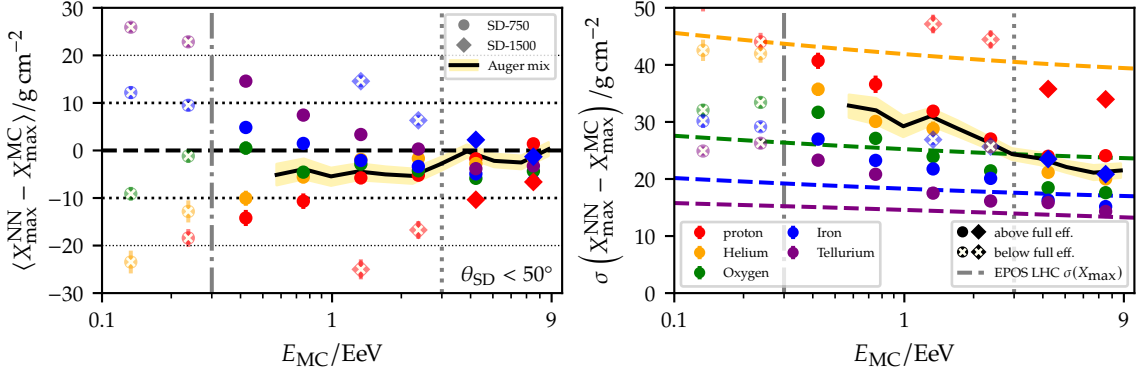 ⟨X_max^NN − X_max^MC⟩/g cm⁻²
30
20
10
0
−10
−20
−30
SD-750
SD-1500
Auger mix
θ_SD < 50°
0.1
1
9
E_MC/EeV
σ (X_max^NN − X_max^MC) /g cm⁻²
50
40
30
20
10
0
proton
Helium
Oxygen
Iron
Tellurium
above full eff.
below full eff.
EPOS LHC σ(X_max)
0.1
1
9
E_MC/EeV